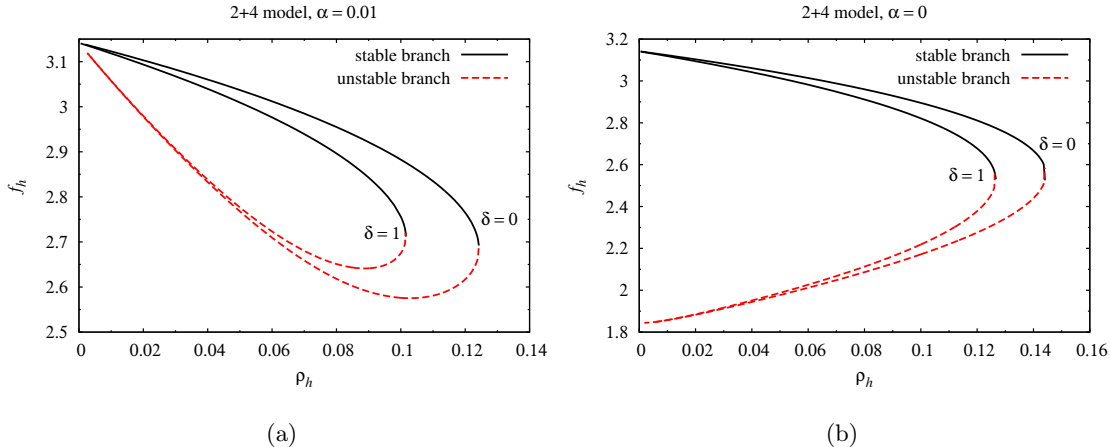 2+4 model, α = 0.01
3.1
3
2.9
2.8
2.7
2.6
2.5
f_h
stable branch
unstable branch
δ = 1
δ = 0
0 0.02 0.04 0.06 0.08 0.1 0.12 0.14
ρ_h
(a)
2+4 model, α = 0
3.2
3
2.8
2.6
2.4
2.2
2
1.8
f_h
stable branch
unstable branch
δ = 0
δ = 1
0 0.02 0.04 0.06 0.08 0.1 0.12 0.14 0.16
ρ_h
(b)